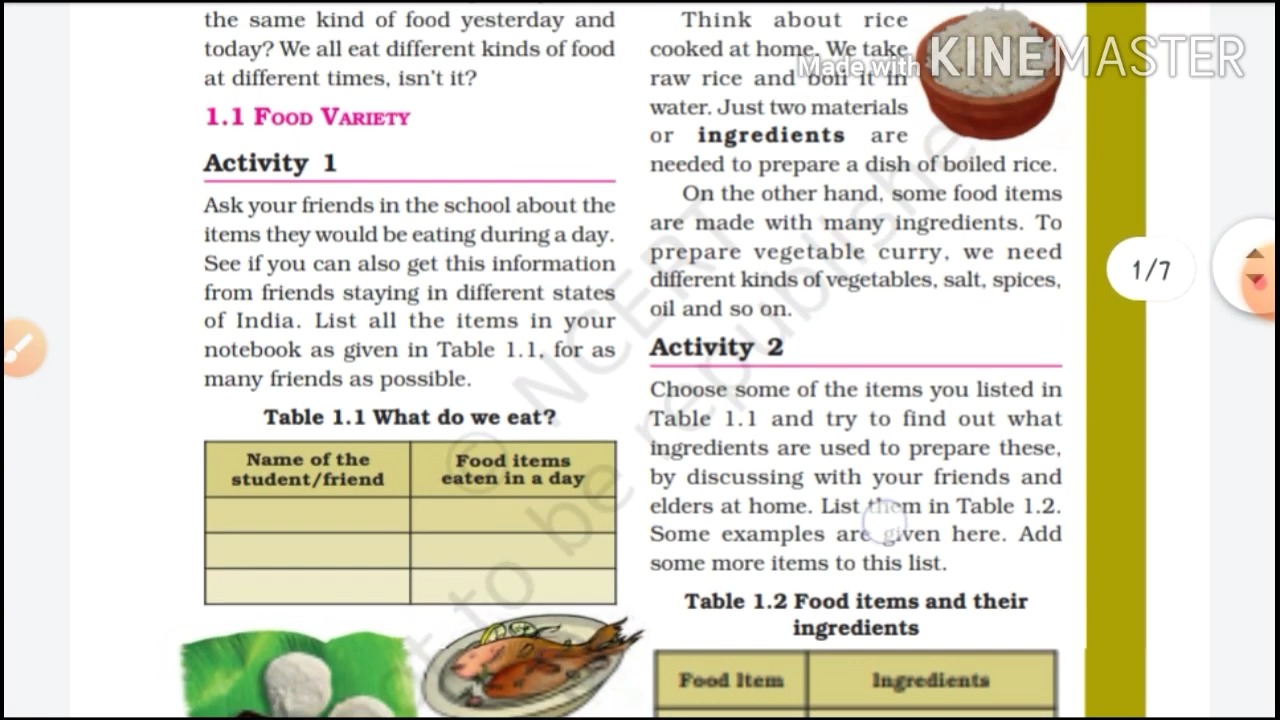 the same kind of food yesterday and
today? We all eat different kinds of food
at different times, isn't it?
1.1 FOOD VARIETY
Activity 1
Ask your friends in the school about the
items they would be eating during a day.
See if you can also get this information
from friends staying in different states
of India. List all the items in your
notebook as given in Table 1.1, for as
many friends as possible.
Table 1.1 What do we eat?
Name of the
student/friend
Food items
eaten in a day
Think about rice
cooked at home. We take
raw rice and boil it in
water. Just two materials
or ingredients are
needed to prepare a dish of boiled rice.
On the other hand, some food items
are made with many ingredients. To
prepare vegetable curry, we need
different kinds of vegetables, salt, spices,
oil and so on.
Activity 2
Choose some of the items you listed in
Table 1.1 and try to find out what
ingredients are used to prepare these,
by discussing with your friends and
elders at home. List them in Table 1.2.
Some examples are given here. Add
some more items to this list.
Table 1.2 Food items and their
ingredients
Food Item
Ingredients
Made with KINEMASTER
1/7
© NCERT
be republishe